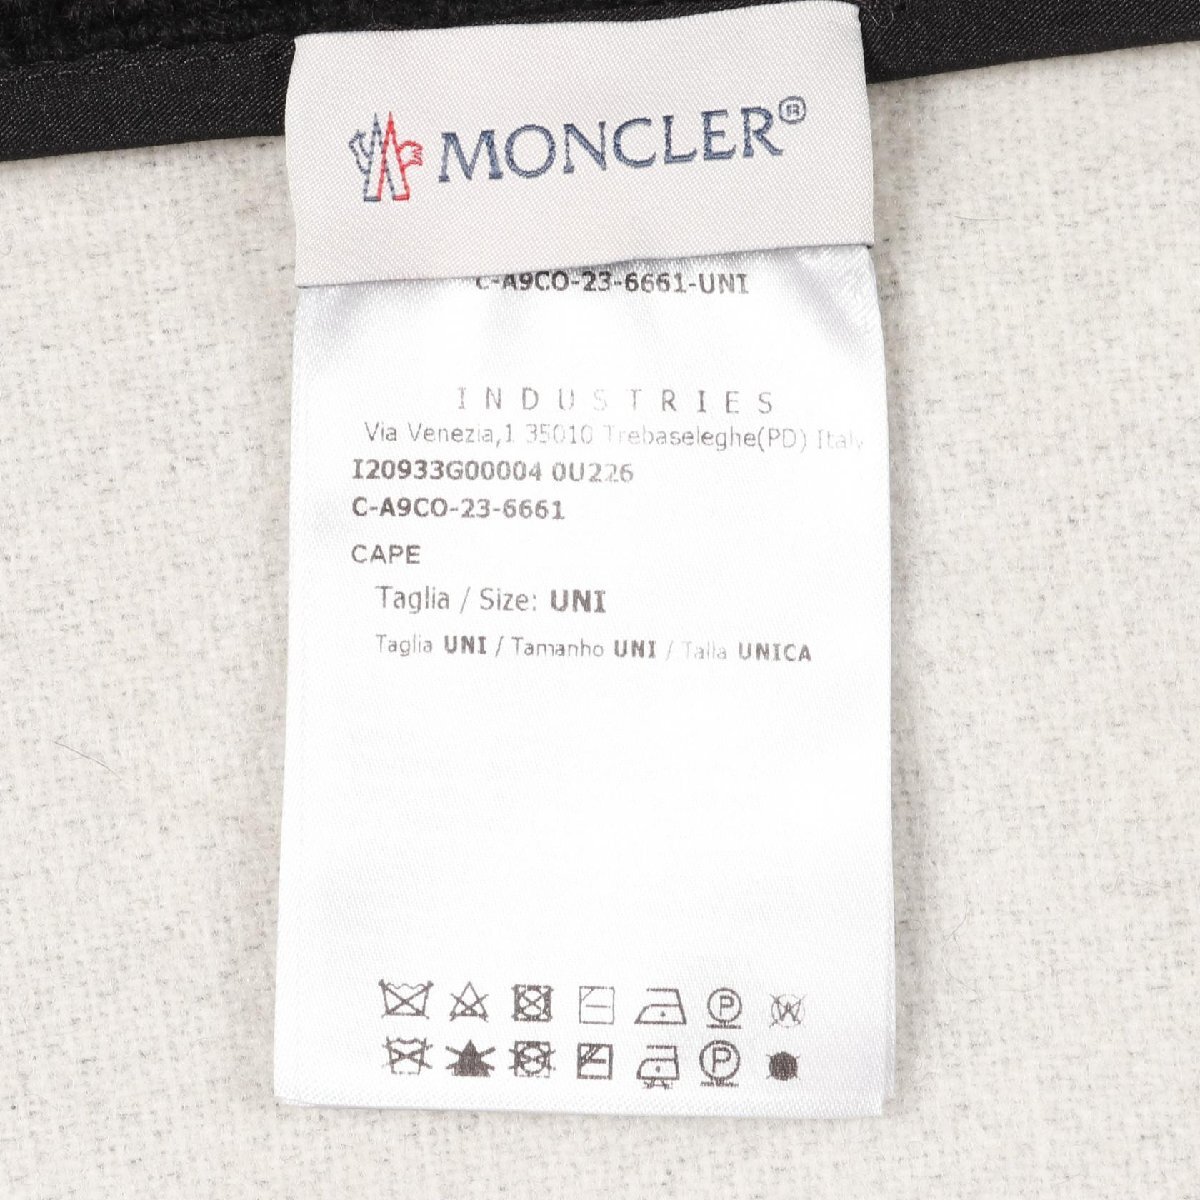 MONCLER®
C-A9CO-23-6661-UNI
INDUSTRIES
Via Venezia,1 35010 Trebaseleghe(PD) Italy
I20933G00004 0U226
C-A9CO-23-6661
CAPE
Taglia / Size: UNI
Taglia UNI / Tamanho UNI / Talla UNICA
P W
P